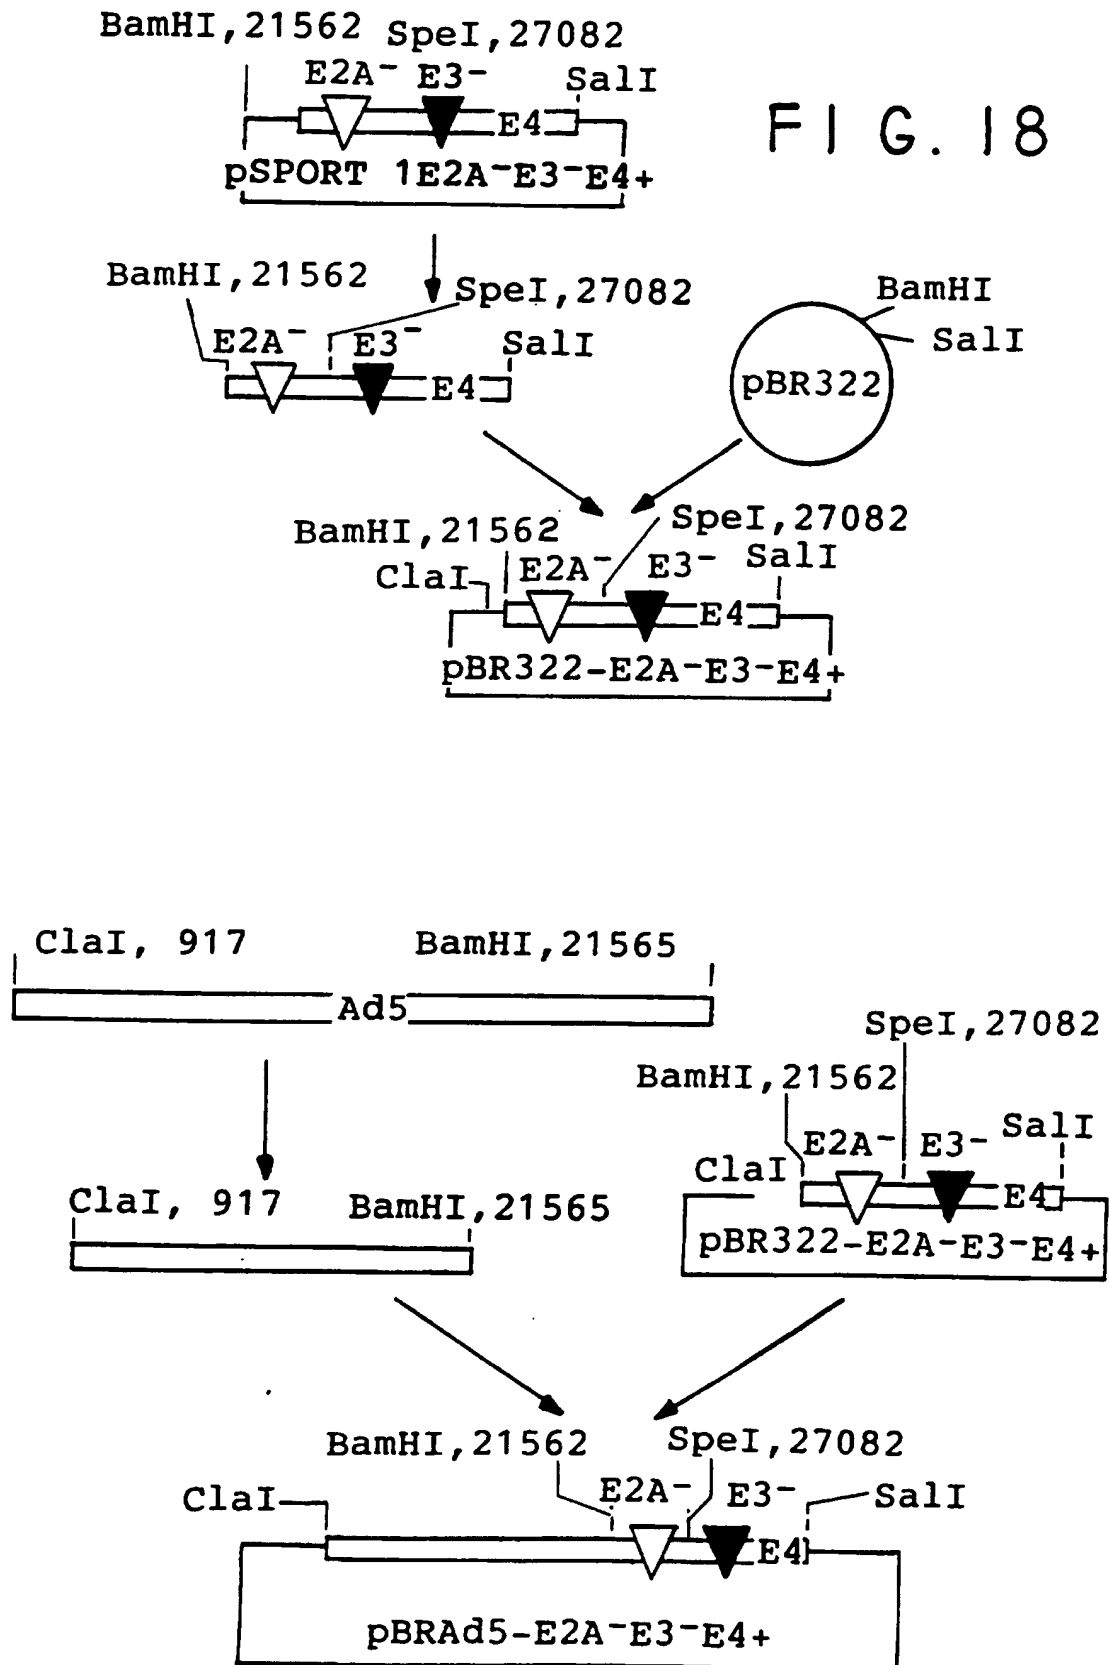 BamHI,21562 SpeI,27082
E2A⁻ E3⁻ SalI
E4
FIG. 18
pSPORT 1E2A⁻E3⁻E4+
BamHI,21562 SpeI,27082
E2A⁻ E3⁻ SalI
E4
BamHI
SalI
pBR322
BamHI,21562 SpeI,27082
ClaI E2A⁻ E3⁻ SalI
E4
pBR322-E2A⁻E3⁻E4+
ClaI, 917 BamHI,21565
Ad5
SpeI,27082
BamHI,21562
E2A⁻ E3⁻ SalI
ClaI
E4
pBR322-E2A⁻E3⁻E4+
ClaI, 917 BamHI,21565
BamHI,21562 SpeI,27082
ClaI E2A⁻ E3⁻ SalI
E4
pBRAd5-E2A⁻E3⁻E4+